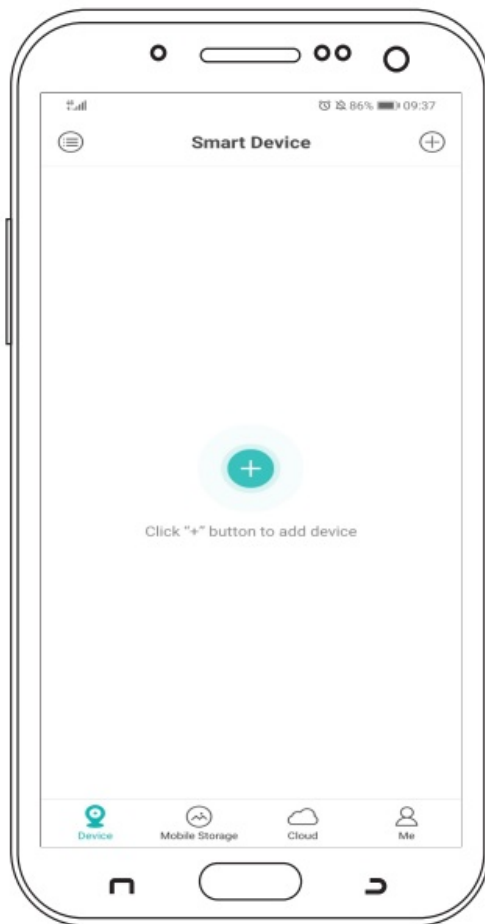 86% 09:37
Smart Device
Click "+" button to add device
Device Mobile Storage Cloud Me